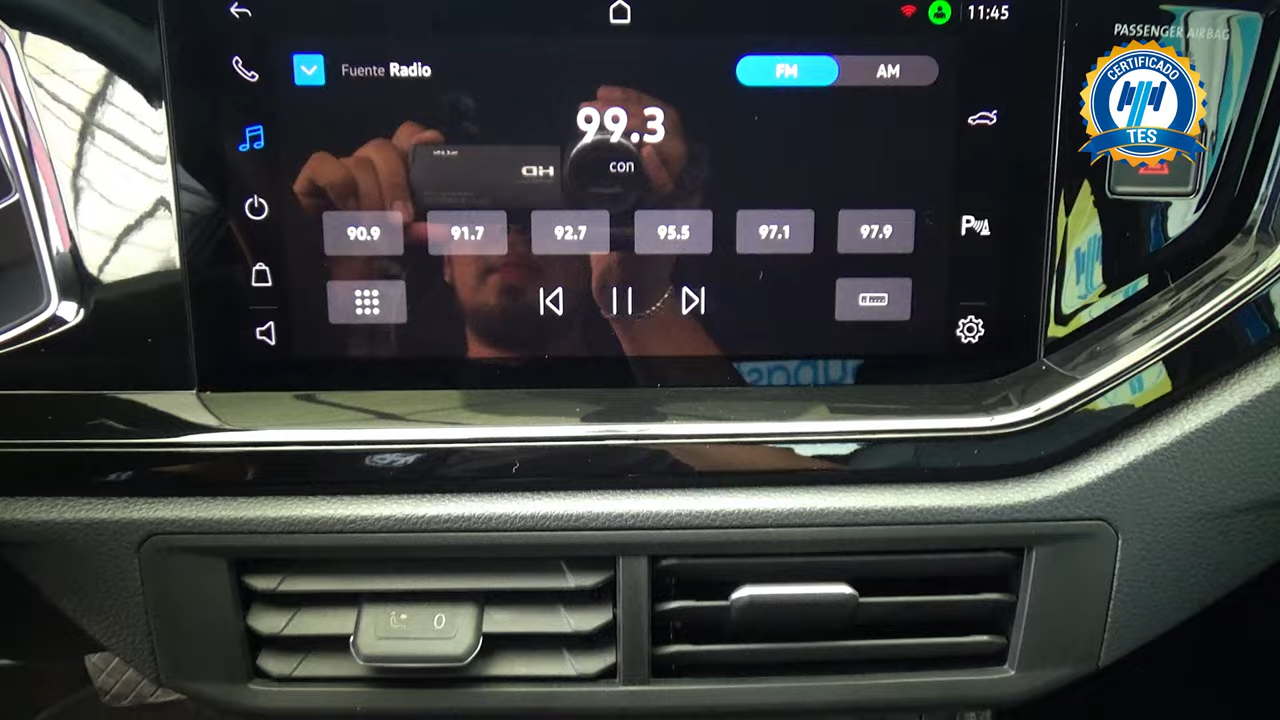 11:45
PASSENGER AIRBAG
Fuente Radio
FM
AM
CERTIFICADO
TES
99.3
con
HD
90.9
91.7
92.7
95.5
97.1
97.9
P
0